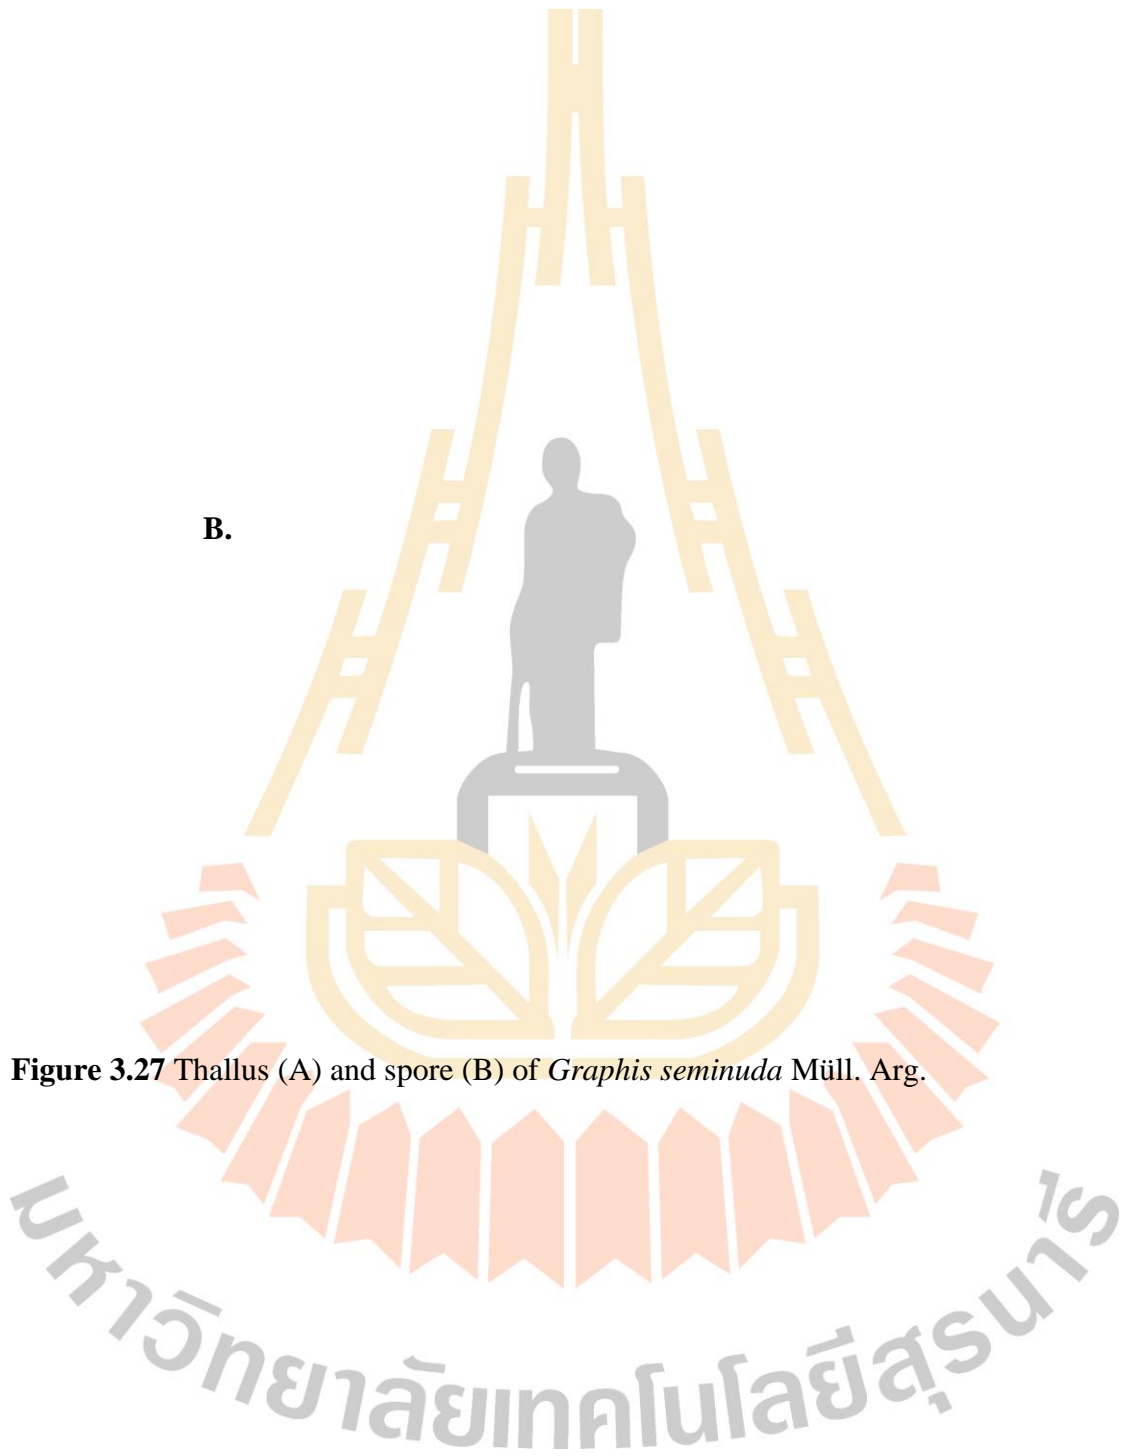 B.
Figure 3.27 Thallus (A) and spore (B) of Graphis seminuda Müll. Arg.
มหาวิทยาลัยเทคโนโลยีสุรนารี